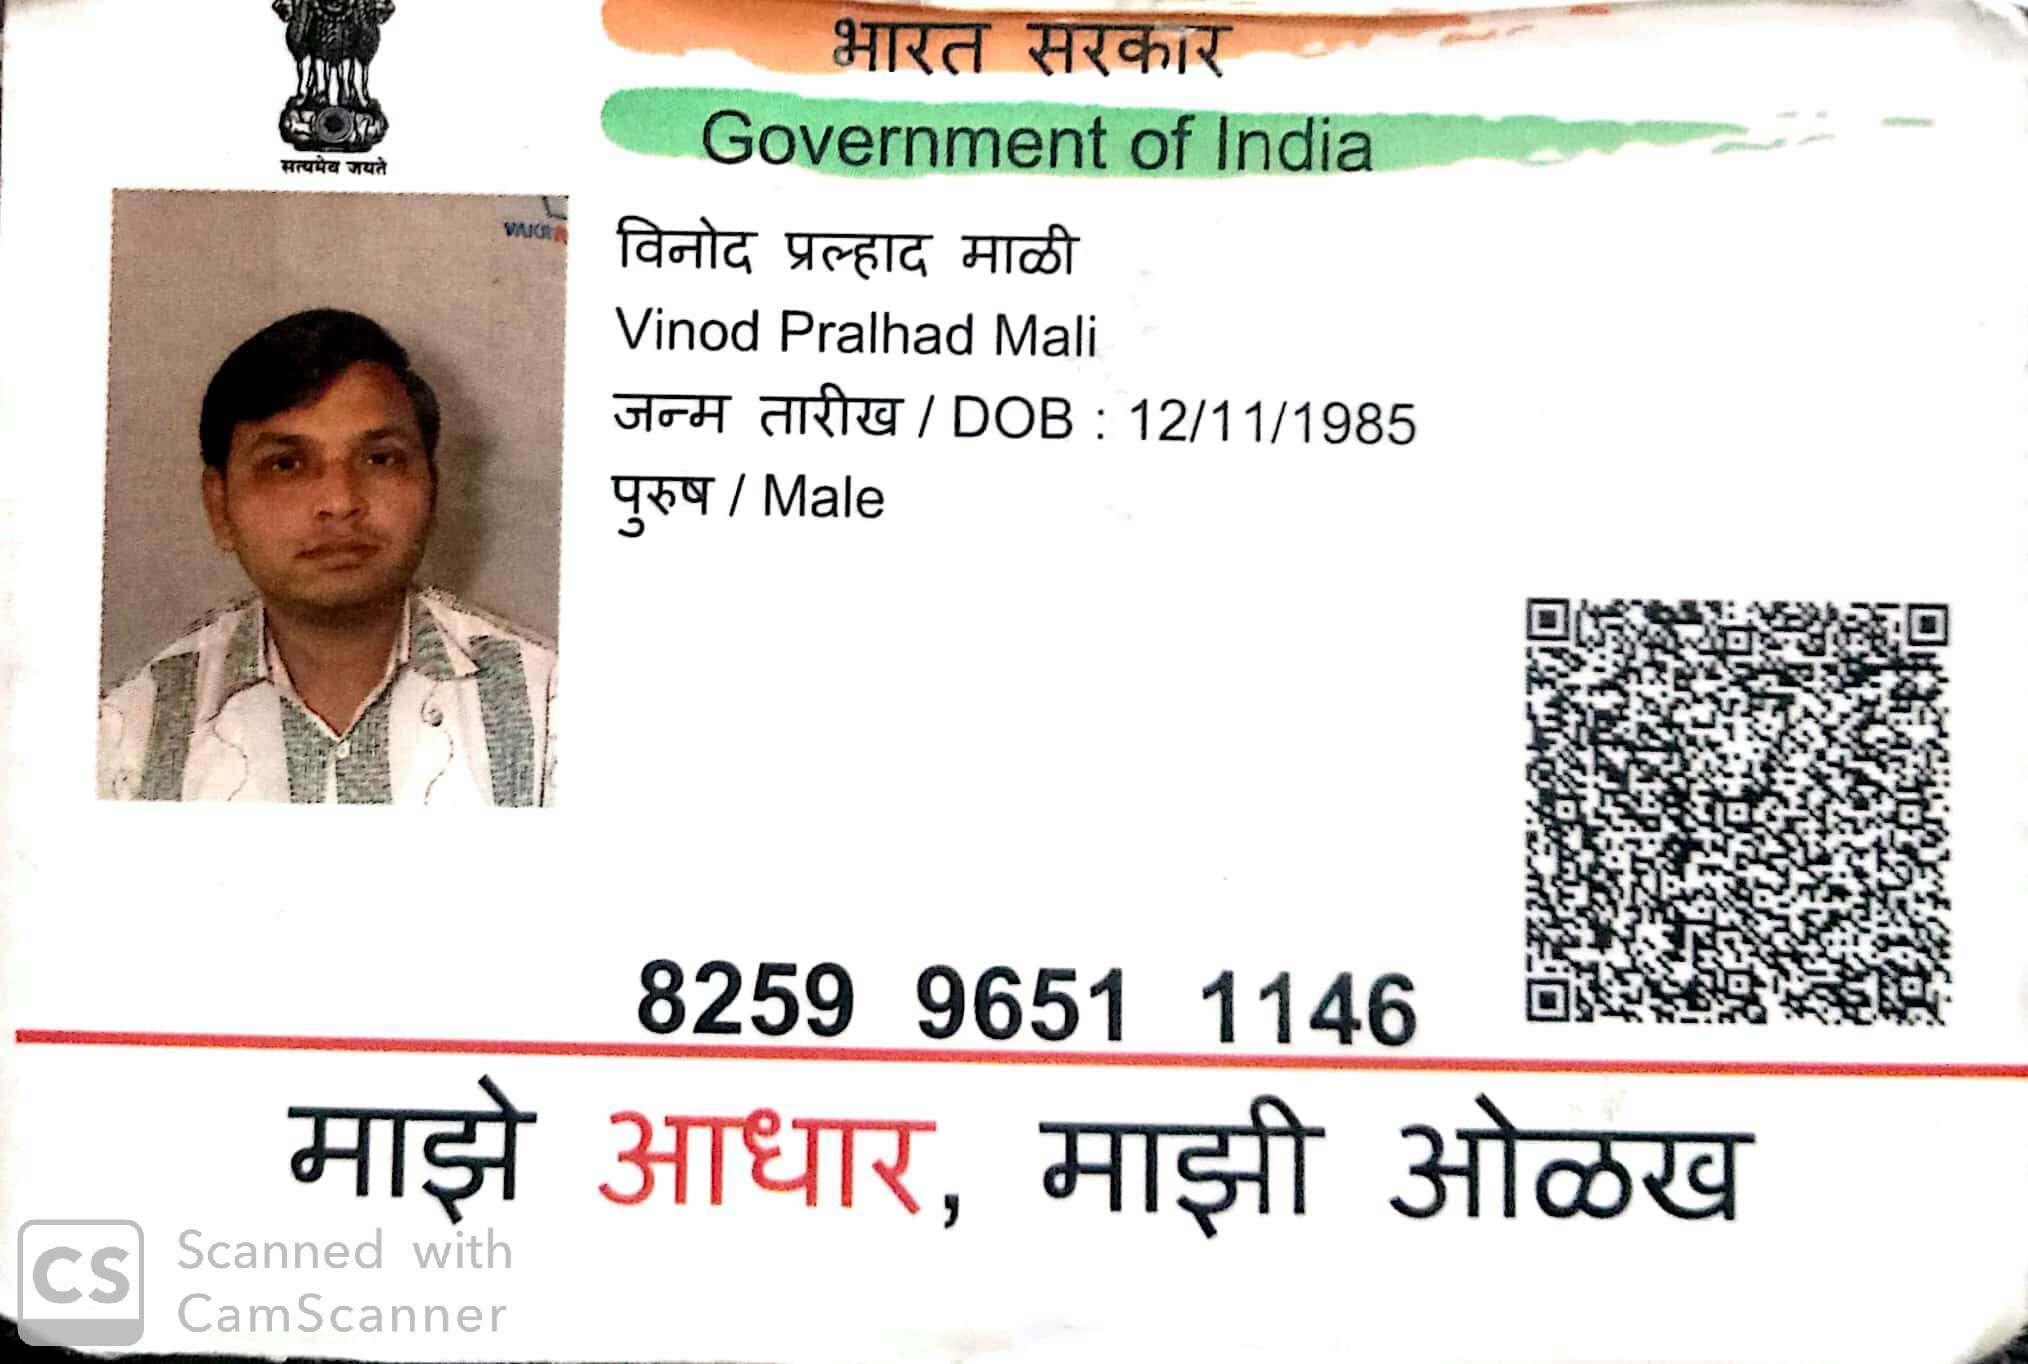 भारत सरकार
Government of India
सत्यमेव जयते
विनोद प्रल्हाद माळी
Vinod Pralhad Mali
जन्म तारीख / DOB : 12/11/1985
पुरुष / Male
8259 9651 1146
माझे आधार, माझी ओळख
CS
Scanned with
CamScanner